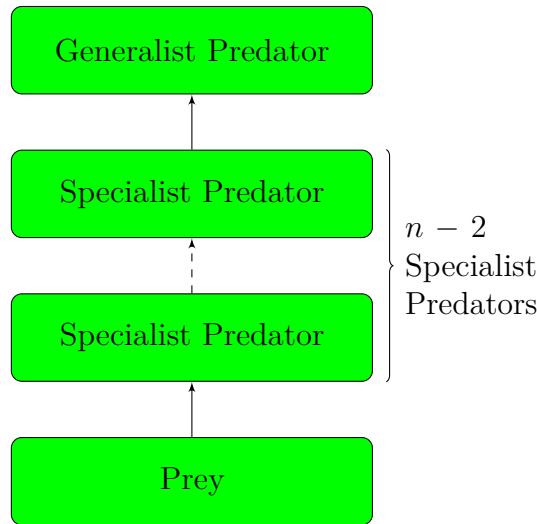 Generalist Predator
Specialist Predator
n − 2
Specialist
Predators
Specialist Predator
Prey